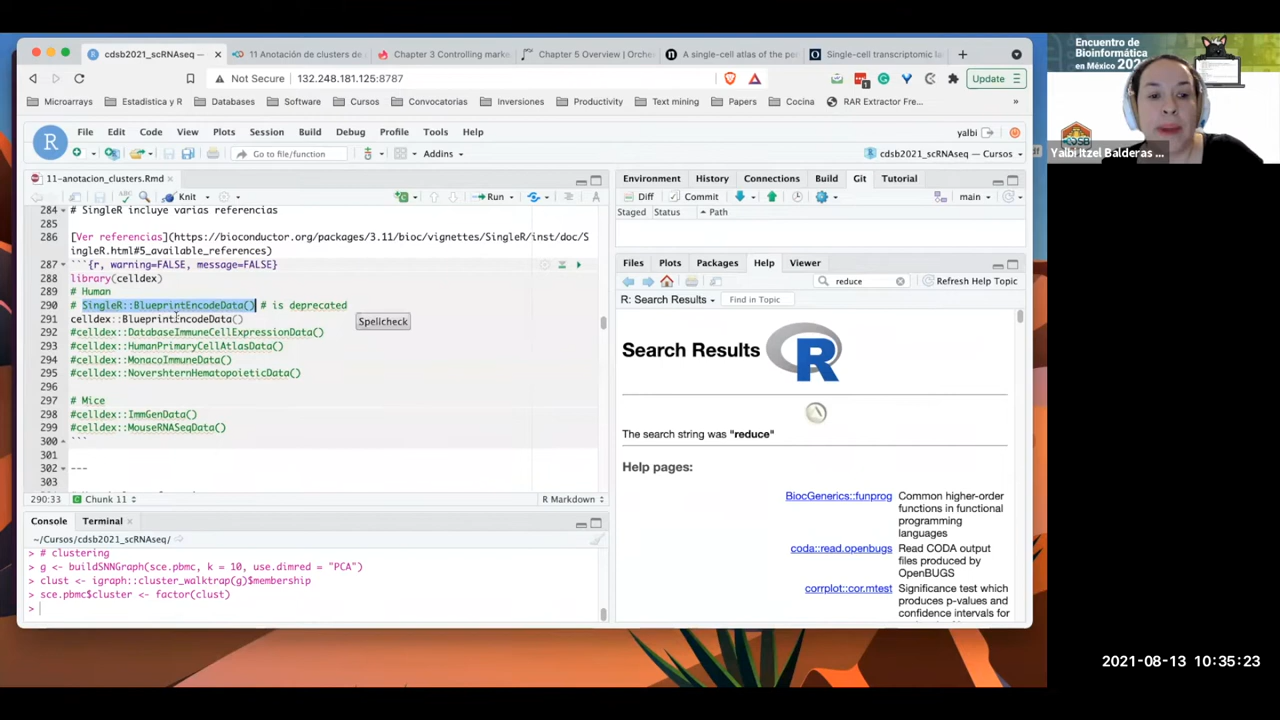 cdsb2021_scRNAseq —
11 Anotación de clusters de
Chapter 3 Controlling marke
Chapter 5 Overview | Orche
A single-cell atlas of the pe
Single-cell transcriptomic la
Not Secure 132.248.181.125:8787
Update
Microarrays
Estadistica y R
Databases
Software
Cursos
Convocatorias
Inversiones
Productivity
Text mining
Papers
Cocina
RAR Extractor Fre...
»
R
File Edit Code View Plots Session Build Debug Profile Tools Help
yalbi
Go to file/function
Addins
cdsb2021_scRNAseq — Cursos
11-anotacion_clusters.Rmd
Knit
Run
284 # SingleR incluye varias referencias
285
286 [Ver referencias](https://bioconductor.org/packages/3.11/bioc/vignettes/SingleR/inst/doc/S
ingleR.html#5_available_references)
287 ```{r, warning=FALSE, message=FALSE}
288 library(celldex)
289 # Human
290 # SingleR::BlueprintEncodeData() # is deprecated
291 celldex::BlueprintEncodeData()
292 #celldex::DatabaseImmuneCellExpressionData()
293 #celldex::HumanPrimaryCellAtlasData()
294 #celldex::MonacoImmuneData()
295 #celldex::NovershternHematopoieticData()
296
297 # Mice
298 #celldex::ImmGenData()
299 #celldex::MouseRNASeqData()
300 ```
301
302 ---
303
Spellcheck
290:33 Chunk 11
R Markdown
Console Terminal
~/Cursos/cdsb2021_scRNAseq/
> # clustering
> g <- buildSNNGraph(sce.pbmc, k = 10, use.dimred = "PCA")
> clust <- igraph::cluster_walktrap(g)$membership
> sce.pbmc$cluster <- factor(clust)
>
Environment History Connections Build Git Tutorial
Diff Commit
main
Staged Status Path
Files Plots Packages Help Viewer
reduce
Refresh Help Topic
R: Search Results
Find in Topic
Search Results
R
The search string was "reduce"
Help pages:
BiocGenerics::funprog Common higher-order
functions in functional
programming
languages
coda::read.openbugs Read CODA output
files produced by
OpenBUGS
corrplot::cor.mtest Significance test which
produces p-values and
confidence intervals for
Encuentro de
Bioinformática
en México 202
Yalbi Itzel Balderas ...
2021-08-13 10:35:23